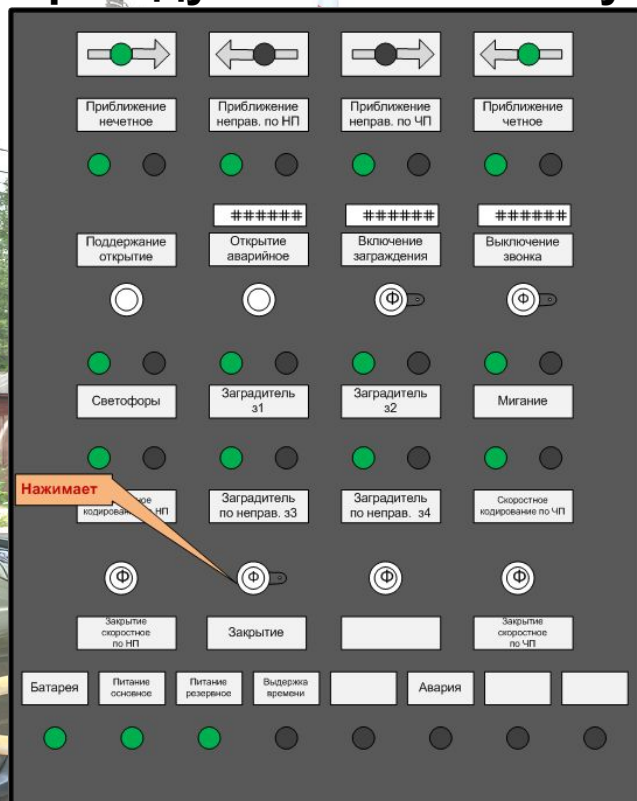 Приближение
нечетное
Приближение
неправ. по НП
Приближение
неправ. по ЧП
Приближение
четное
######
######
######
Поддержание
открытие
Открытие
аварийное
Включение
заграждения
Выключение
звонка
Ф
Ф
Светофоры
Заградитель
з1
Заградитель
з2
Мигание
Нажимает
НП
Заградитель
по неправ. з3
Заградитель
по неправ. з4
Скоростное
кодирование по ЧП
Ф
Ф
Ф
Ф
Закрытие
скоростное
по НП
Закрытие
Закрытие
скоростное
по ЧП
Батарея
Питание
основное
Питание
резервное
Выдержка
времени
Авария